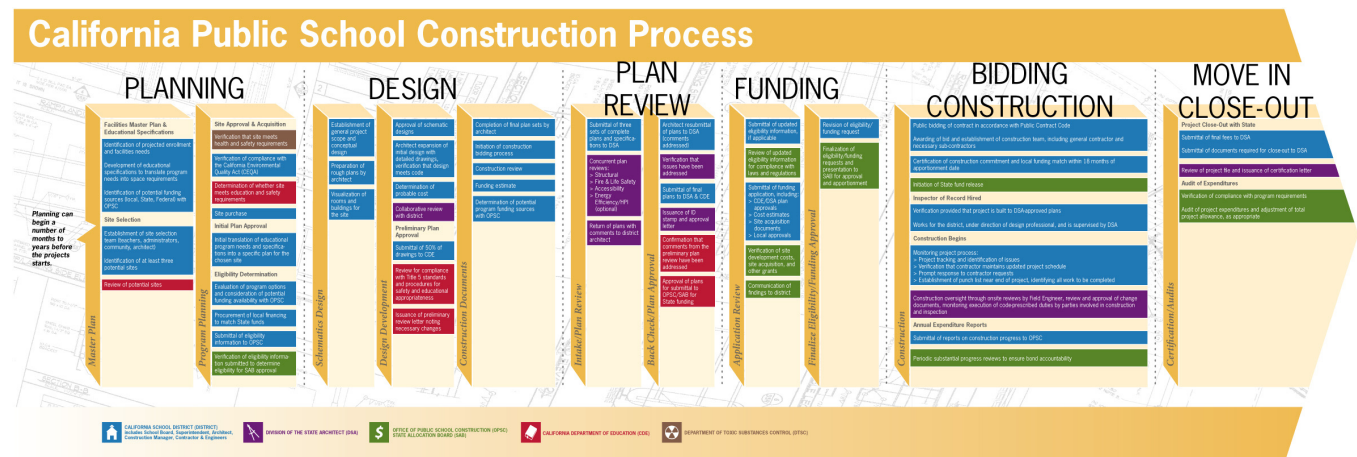 California Public School Construction Process
PLANNING
Planning can
begin a
number of
months to
years before
the projects
starts.
Master Plan
Facilities Master Plan &
Educational Specifications
Identification of projected enrollment
and facilities needs
Development of educational
specifications to translate program
needs into space requirements
Identification of potential funding
sources (local, State, Federal) with
OPSC
Site Selection
Establishment of site selection
team (teachers, administrators,
community, architect)
Identification of at least three
potential sites
Review of potential sites
Program Planning
Site Approval & Acquisition
Verification that site meets
health and safety requirements
Verification of compliance with
the California Environmental
Quality Act (CEQA)
Determination of whether site
meets education and safety
requirements
Site purchase
Initial Plan Approval
Initial translation of educational
program needs and specifica-
tions into a specific plan for the
chosen site
Eligibility Determination
Evaluation of program options
and consideration of potential
funding availability with OPSC
Procurement of local financing
to match State funds
Submittal of eligibility
information to OPSC
Verification of eligibility informa-
tion submitted to determine
eligibility for SAB approval
DESIGN
Schematics Design
Establishment of
general project
scope and
conceptual
design
Preparation of
rough plans by
architect
Visualization of
rooms and
buildings for
the site
Design Development
Approval of schematic
designs
Architect expansion of
initial design with
detailed drawings,
verification that design
meets code
Determination of
probable cost
Collaborative review
with district
Preliminary Plan
Approval
Submittal of 50% of
drawings to CDE
Review for compliance
with Title 5 standards
and procedures for
safety and educational
appropriateness
Issuance of preliminary
review letter noting
necessary changes
Construction Documents
Completion of final plan sets by
architect
Initiation of construction
bidding process
Construction review
Funding estimate
Determination of potential
program funding sources
with OPSC
PLAN
REVIEW
Intake/Plan Review
Submittal of three
sets of complete
plans and specifica-
tions to DSA
Concurrent plan
reviews:
> Structural
> Fire & Life Safety
> Accessibility
> Energy
Efficiency/HPI
(optional)
Return of plans with
comments to district
architect
Back Check/Plan Approval
Architect resubmittal
of plans to DSA
(comments
addressed)
Verification that
issues have been
addressed
Submittal of final
plans to DSA & CDE
Issuance of ID
stamp and approval
letter
Confirmation that
comments from the
preliminary plan
review have been
addressed
Approval of plans
for submittal to
OPSC/SAB for
State funding
FUNDING
Application Review
Submittal of updated
eligibility information,
if applicable
Review of updated
eligibility information
for compliance with
laws and regulations
Submittal of funding
application, including:
> CDE/DSA plan
approvals
> Cost estimates
> Site acquisition
documents
> Local approvals
Verification of site
development costs,
site acquisition, and
other grants
Communication of
findings to district
Finalize Eligibility/Funding Approval
Revision of eligibility/
funding request
Finalization of
eligibility/funding
requests and
presentation to
SAB for approval
and apportionment
BIDDING
CONSTRUCTION
Construction
Public bidding of contract in accordance with Public Contract Code
Awarding of bid and establishment of construction team, including general contractor and
necessary sub-contractors
Certification of construction commitment and local funding match within 18 months of
apportionment date
Initiation of State fund release
Inspector of Record Hired
Verification provided that project is built to DSA-approved plans
Works for the district, under direction of design professional, and is supervised by DSA
Construction Begins
Monitoring project process:
> Project tracking and identification of issues
> Verification that contractor maintains updated project schedule
> Prompt response to contractor requests
> Establishment of punch list near end of project, identifying all work to be completed
Construction oversight through onsite reviews by Field Engineer, review and approval of change
documents, monitoring execution of code-prescribed duties by parties involved in construction
and inspection
Annual Expenditure Reports
Submittal of reports on construction progress to OPSC
Periodic substantial progress reviews to ensure bond accountability
MOVE IN
CLOSE-OUT
Certification/Audits
Project Close-Out with State
Submittal of final fees to DSA
Submittal of documents required for close-out to DSA
Review of project file and issuance of certification letter
Audit of Expenditures
Verification of compliance with program requirements
Audit of project expenditures and adjustment of total
project allowance, as appropriate
CALIFORNIA SCHOOL DISTRICT (DISTRICT)
includes School Board, Superintendent, Architect,
Construction Manager, Contractor & Engineers
DIVISION OF THE STATE ARCHITECT (DSA)
OFFICE OF PUBLIC SCHOOL CONSTRUCTION (OPSC)
STATE ALLOCATION BOARD (SAB)
CALIFORNIA DEPARTMENT OF EDUCATION (CDE)
DEPARTMENT OF TOXIC SUBSTANCES CONTROL (DTSC)